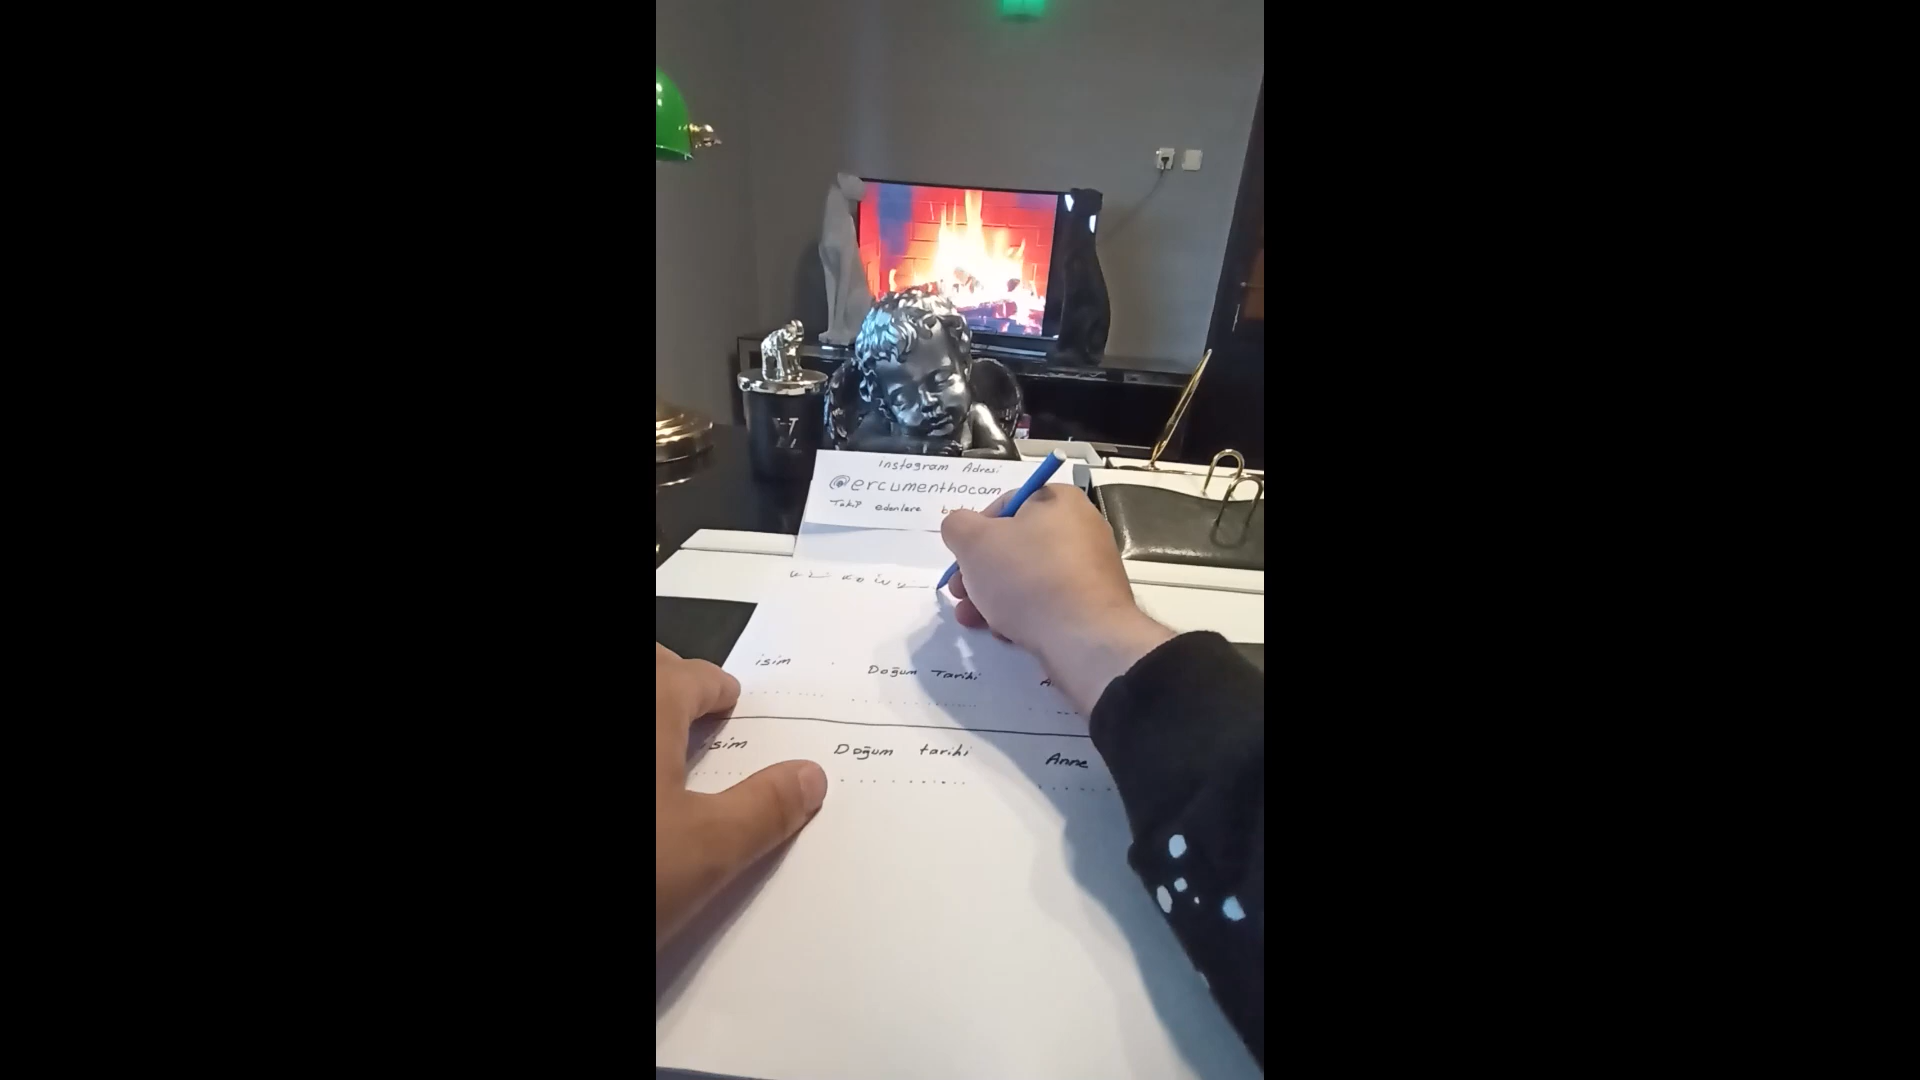 instagram Adresi
@ercumenthocam
Takip edenlere
isim Doğum Tarihi
isim Doğum tarihi Anne